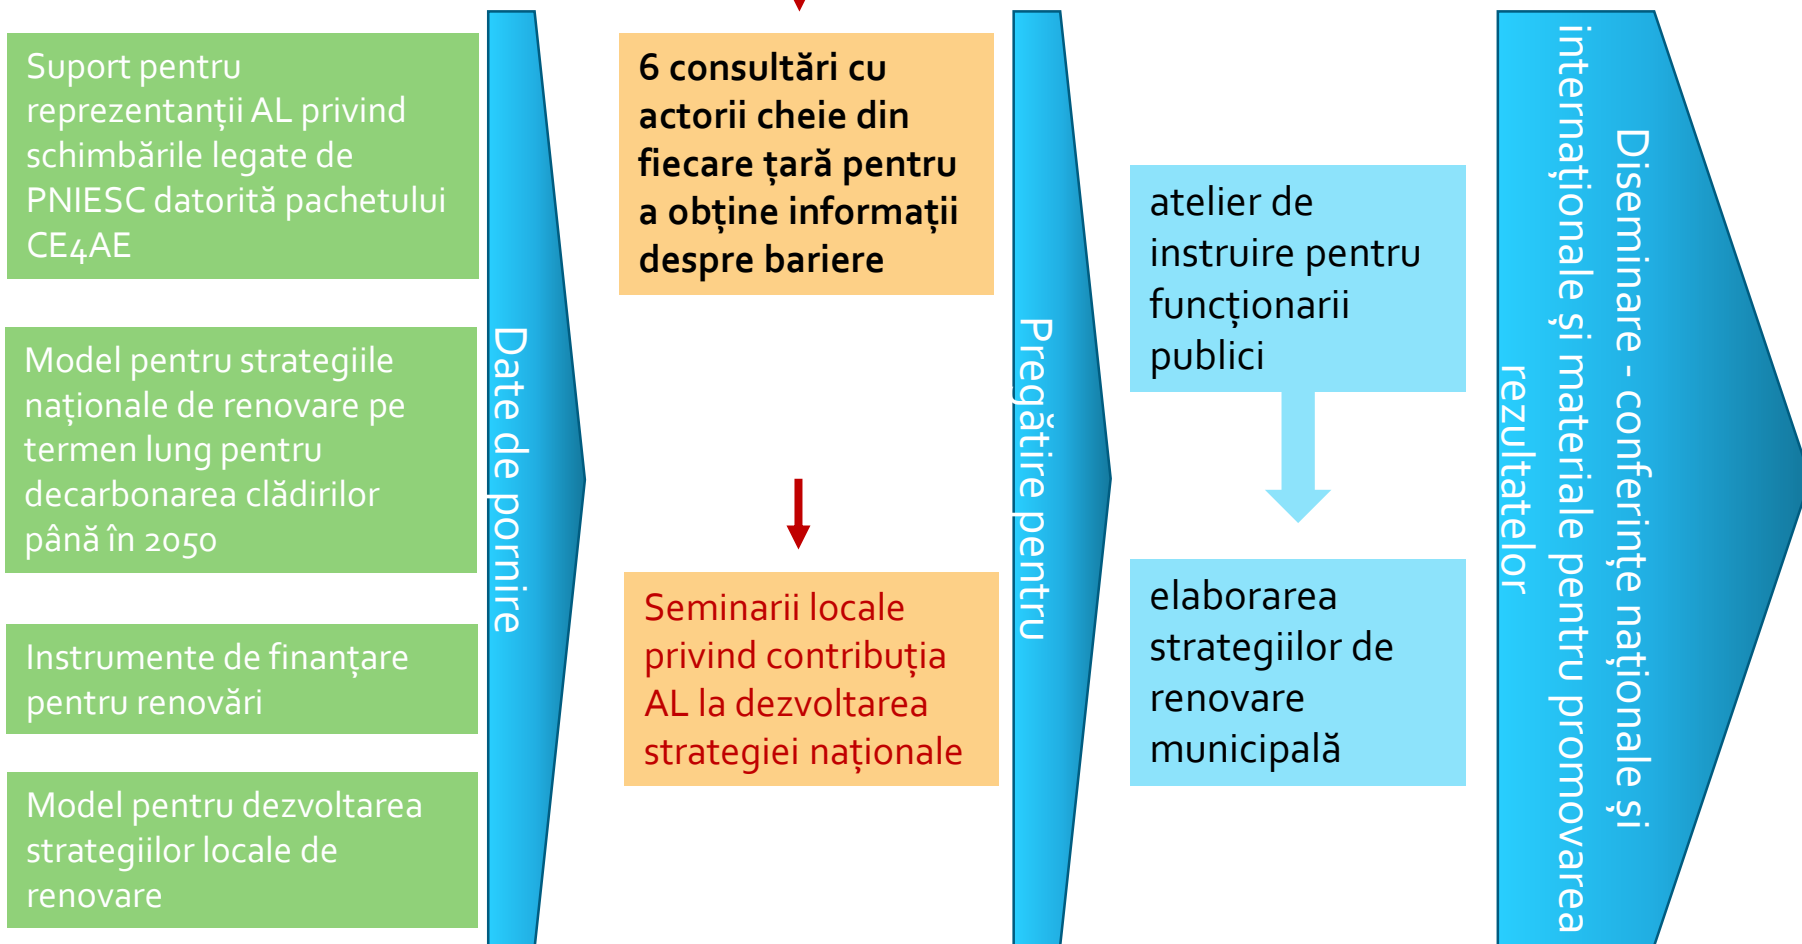 Suport pentru
reprezentanții AL privind
schimbările legate de
PNIESC datorită pachetului
CE4AE
Model pentru strategiile
naționale de renovare pe
termen lung pentru
decarbonarea clădirilor
până în 2050
Instrumente de finanțare
pentru renovări
Model pentru dezvoltarea
strategiilor locale de
renovare
Date de pornire
6 consultări cu
actorii cheie din
fiecare țară pentru
a obține informații
despre bariere
Seminarii locale
privind contribuția
AL la dezvoltarea
strategiei naționale
Pregătire pentru
atelier de
instruire pentru
funcționarii
publici
elaborarea
strategiilor de
renovare
municipală
Diseminare - conferințe naționale și
internaționale și materiale pentru promovarea
rezultatelor